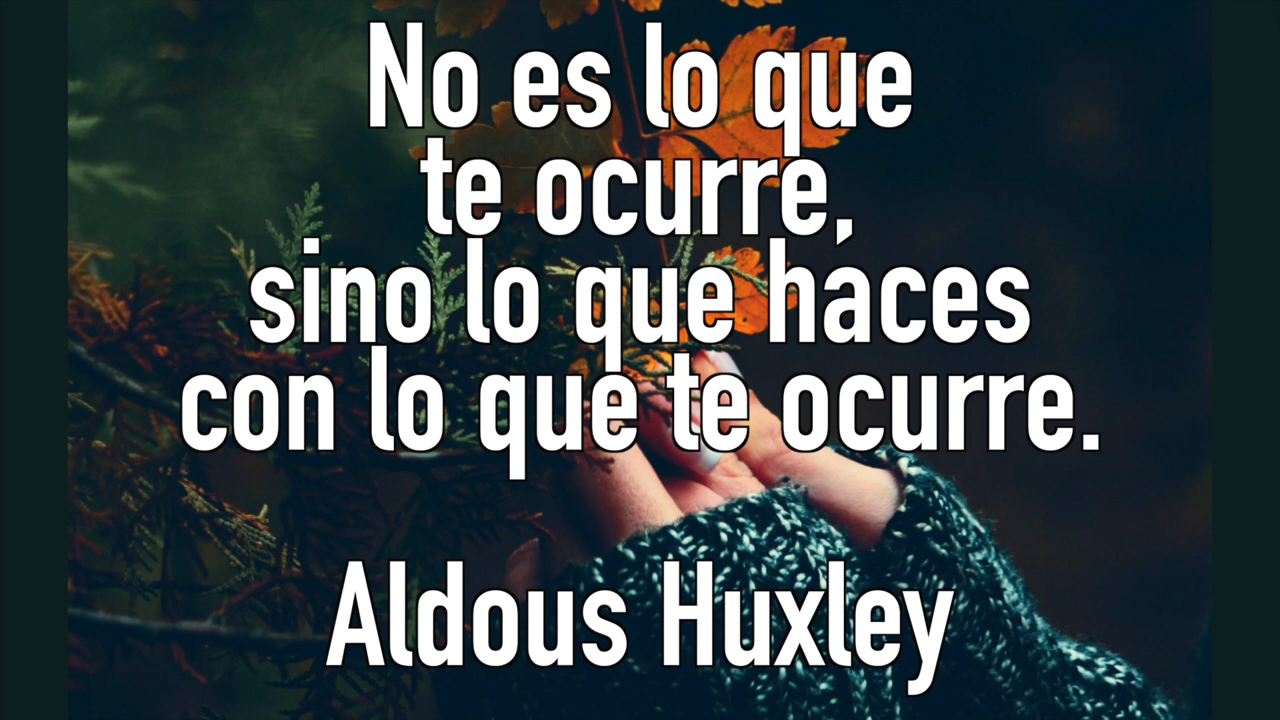 No es lo que
te ocurre,
sino lo que haces
con lo que te ocurre.
Aldous Huxley